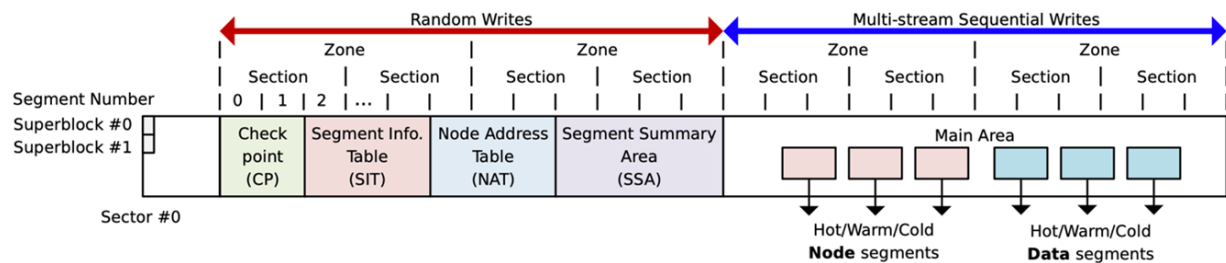 Random Writes
Multi-stream Sequential Writes
Zone
Zone
Zone
Zone
Section
Section
Section
Section
Section
Section
Section
Section
Segment Number
0
1
2
...
Superblock #0
Superblock #1
Check
point
(CP)
Segment Info.
Table
(SIT)
Node Address
Table
(NAT)
Segment Summary
Area
(SSA)
Main Area
Sector #0
Hot/Warm/Cold
Node segments
Hot/Warm/Cold
Data segments